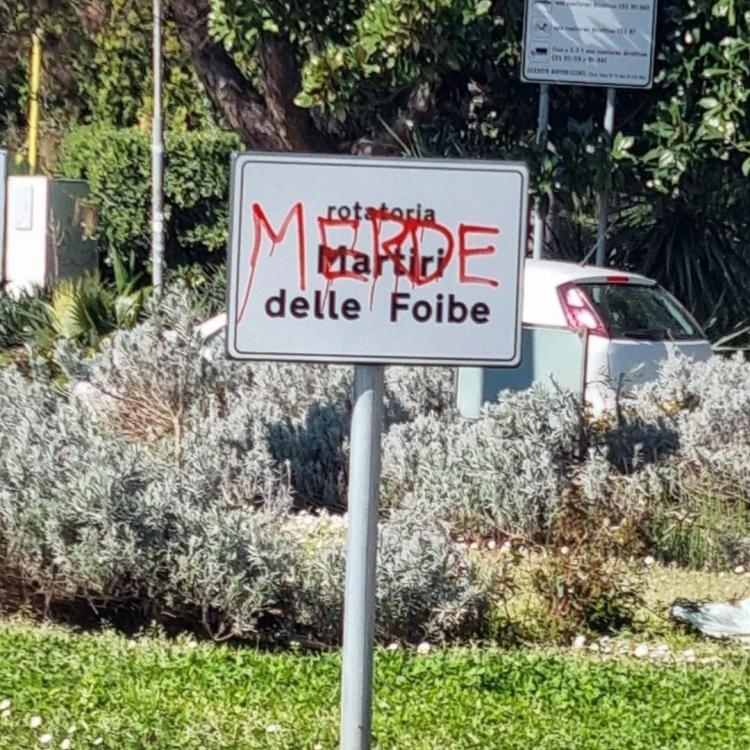 rotatoria
MERDE
Martiri
delle Foibe